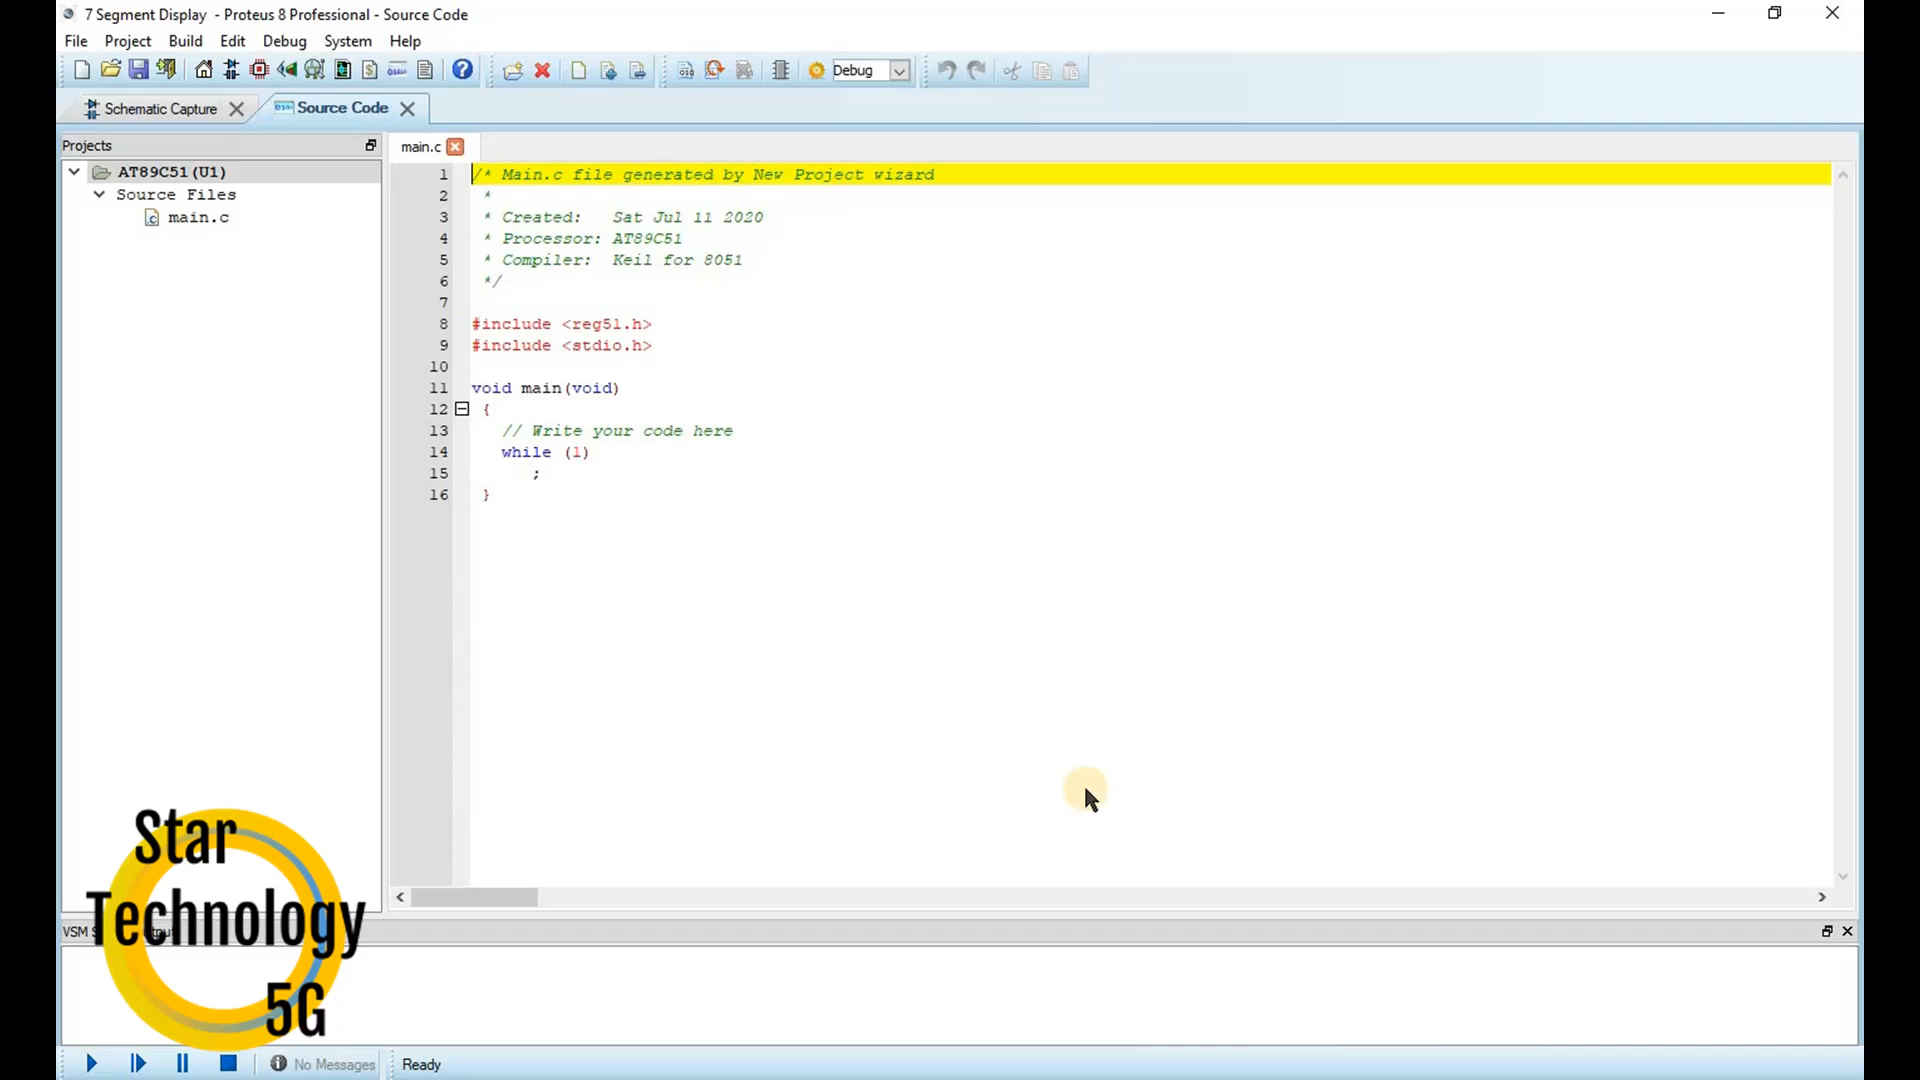 7 Segment Display - Proteus 8 Professional - Source Code
File Project Build Edit Debug System Help
Debug
Schematic Capture
Source Code
Projects
main.c
AT89C51(U1)
Source Files
main.c
1 /* Main.c file generated by New Project wizard
2 *
3 * Created: Sat Jul 11 2020
4 * Processor: AT89C51
5 * Compiler: Keil for 8051
6 */
7
8 #include <reg51.h>
9 #include <stdio.h>
10
11 void main(void)
12 {
13 // Write your code here
14 while (1)
15 ;
16 }
VSM
Star
Technology
5G
No Messages
Ready